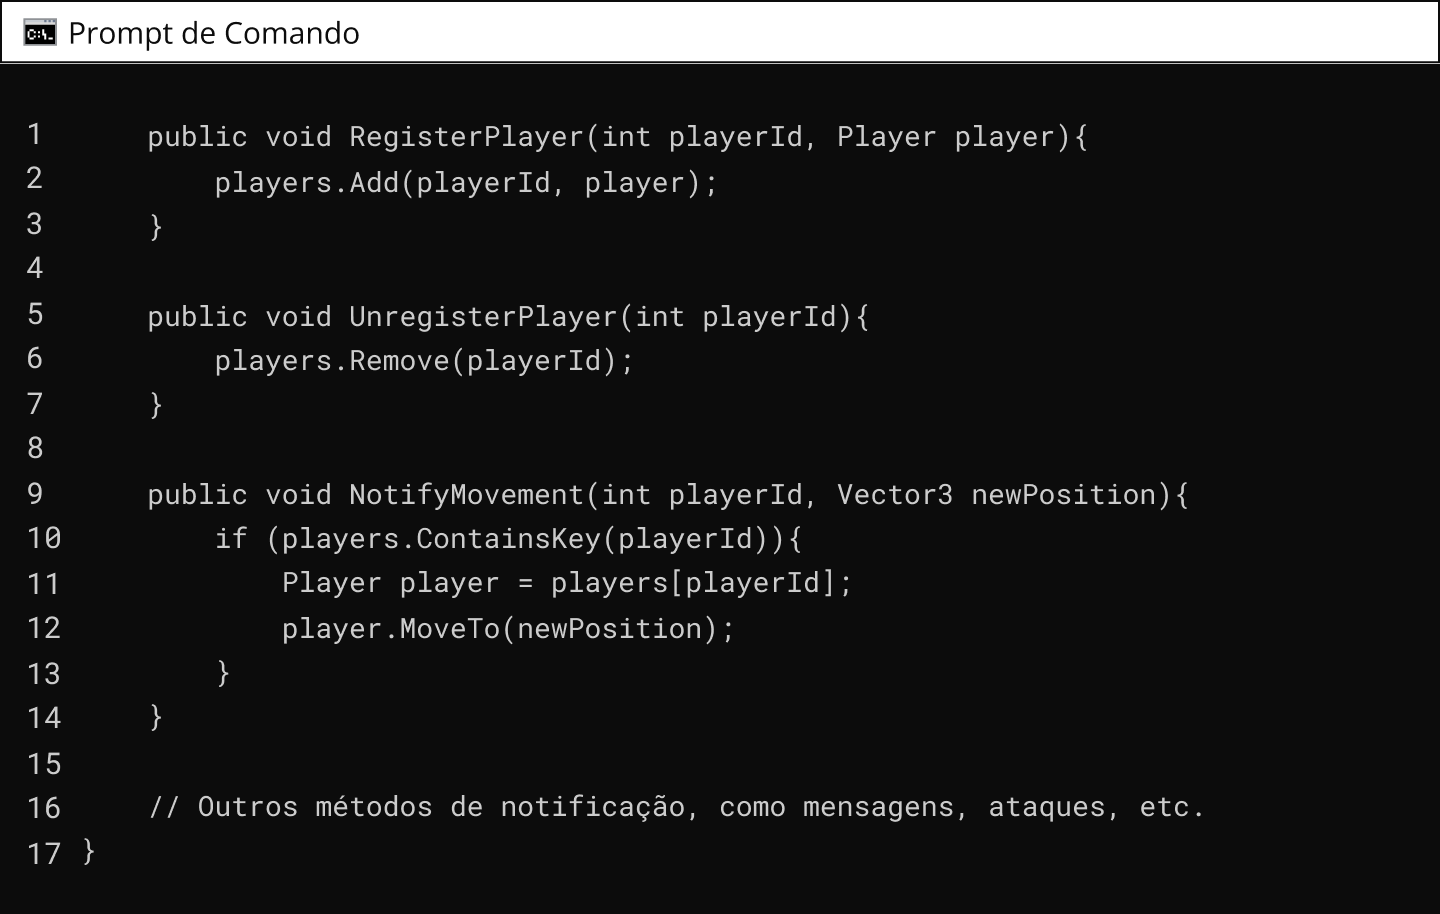 C:\._ Prompt de Comando
1 public void RegisterPlayer(int playerId, Player player){
2 players.Add(playerId, player);
3 }
4
5 public void UnregisterPlayer(int playerId){
6 players.Remove(playerId);
7 }
8
9 public void NotifyMovement(int playerId, Vector3 newPosition){
10 if (players.ContainsKey(playerId)){
11 Player player = players[playerId];
12 player.MoveTo(newPosition);
13 }
14 }
15
16 // Outros métodos de notificação, como mensagens, ataques, etc.
17 }